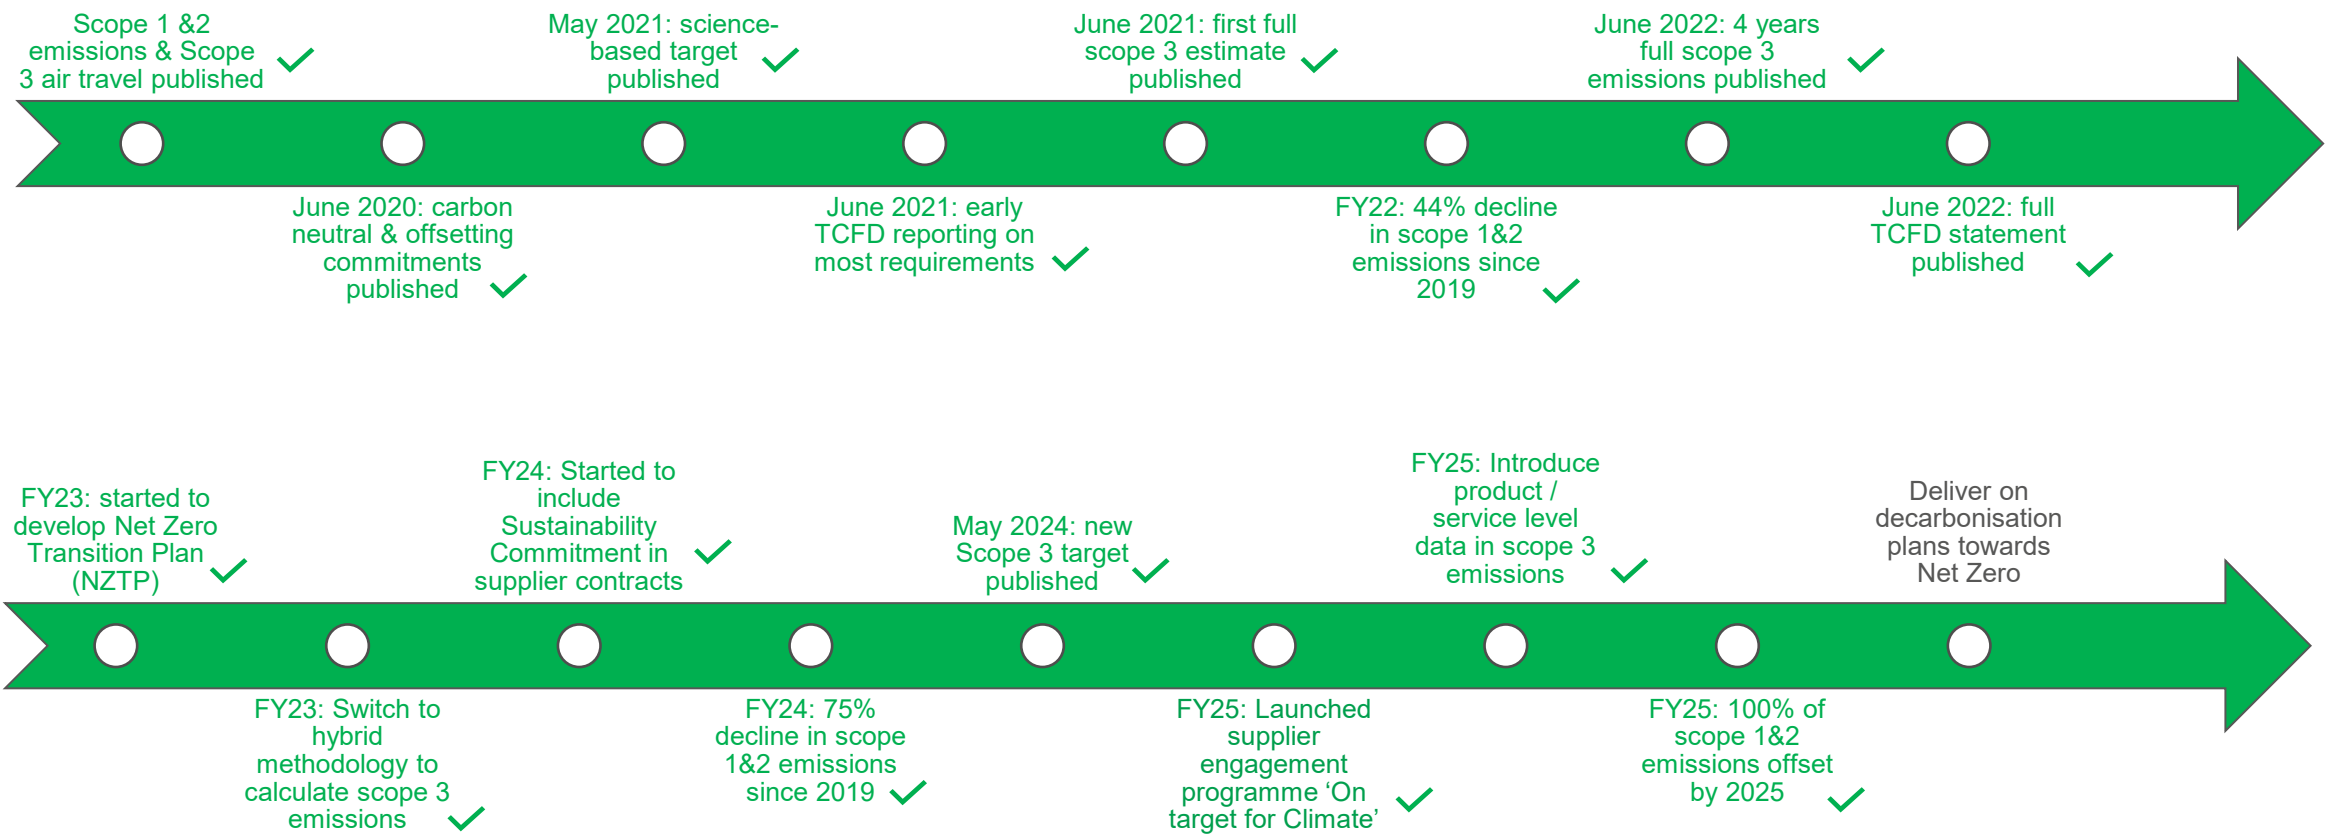 Scope 1 &2
emissions & Scope
3 air travel published
June 2020: carbon
neutral & offsetting
commitments
published
May 2021: science-
based target
published
June 2021: early
TCFD reporting on
most requirements
June 2021: first full
scope 3 estimate
published
FY22: 44% decline
in scope 1&2
emissions since
2019
June 2022: 4 years
full scope 3
emissions published
June 2022: full
TCFD statement
published
FY23: started to
develop Net Zero
Transition Plan
(NZTP)
FY23: Switch to
hybrid
methodology to
calculate scope 3
emissions
FY24: Started to
include
Sustainability
Commitment in
supplier contracts
FY24: 75%
decline in scope
1&2 emissions
since 2019
May 2024: new
Scope 3 target
published
FY25: Launched
supplier
engagement
programme ‘On
target for Climate’
FY25: Introduce
product /
service level
data in scope 3
emissions
FY25: 100% of
scope 1&2
emissions offset
by 2025
Deliver on
decarbonisation
plans towards
Net Zero